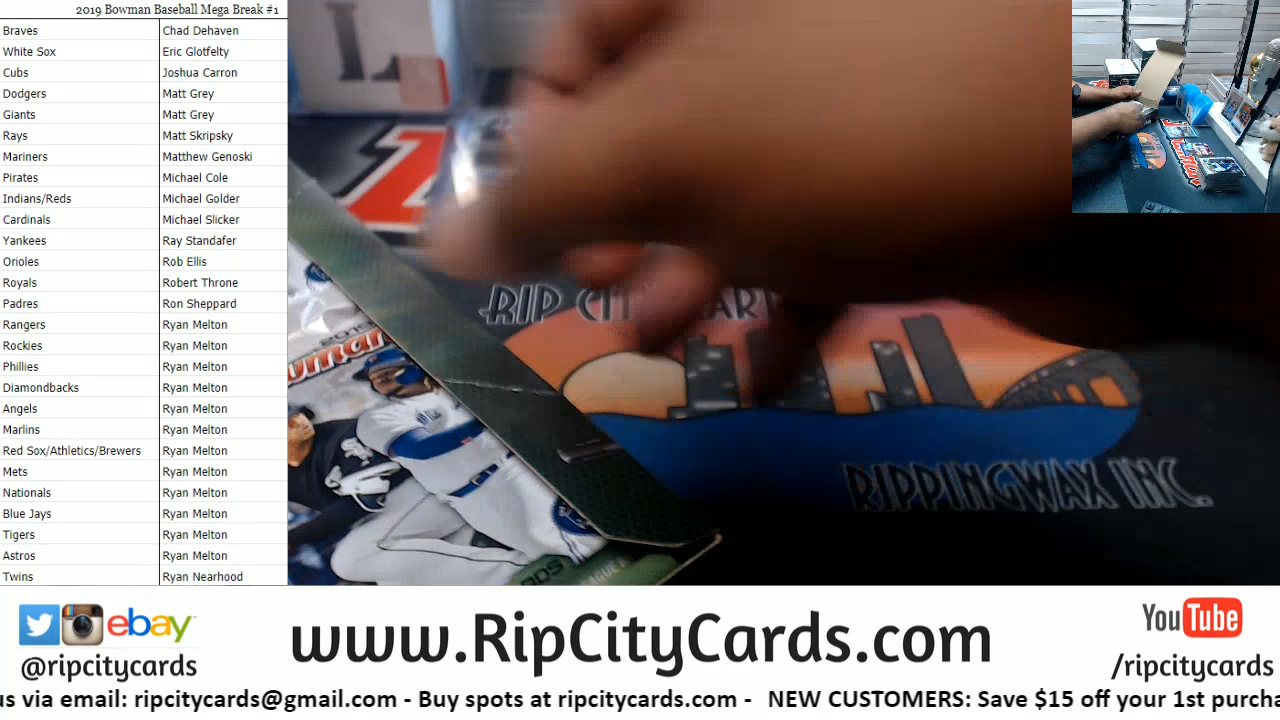 2019 Bowman Baseball Mega Break #1
Braves Chad Dehaven
White Sox Eric Glotfelty
Cubs Joshua Carron
Dodgers Matt Grey
Giants Matt Grey
Rays Matt Skripsky
Mariners Matthew Genoski
Pirates Michael Cole
Indians/Reds Michael Golder
Cardinals Michael Slicker
Yankees Ray Standafer
Orioles Rob Ellis
Royals Robert Throne
Padres Ron Sheppard
Rangers Ryan Melton
Rockies Ryan Melton
Phillies Ryan Melton
Diamondbacks Ryan Melton
Angels Ryan Melton
Marlins Ryan Melton
Red Sox/Athletics/Brewers Ryan Melton
Mets Ryan Melton
Nationals Ryan Melton
Blue Jays Ryan Melton
Tigers Ryan Melton
Astros Ryan Melton
Twins Ryan Nearhood
RIP
RIPPINGWAX INC.
ebay
@ripcitycards
www.RipCityCards.com
YouTube
/ripcitycards
us via email: ripcitycards@gmail.com - Buy spots at ripcitycards.com - NEW CUSTOMERS: Save $15 off your 1st purcha